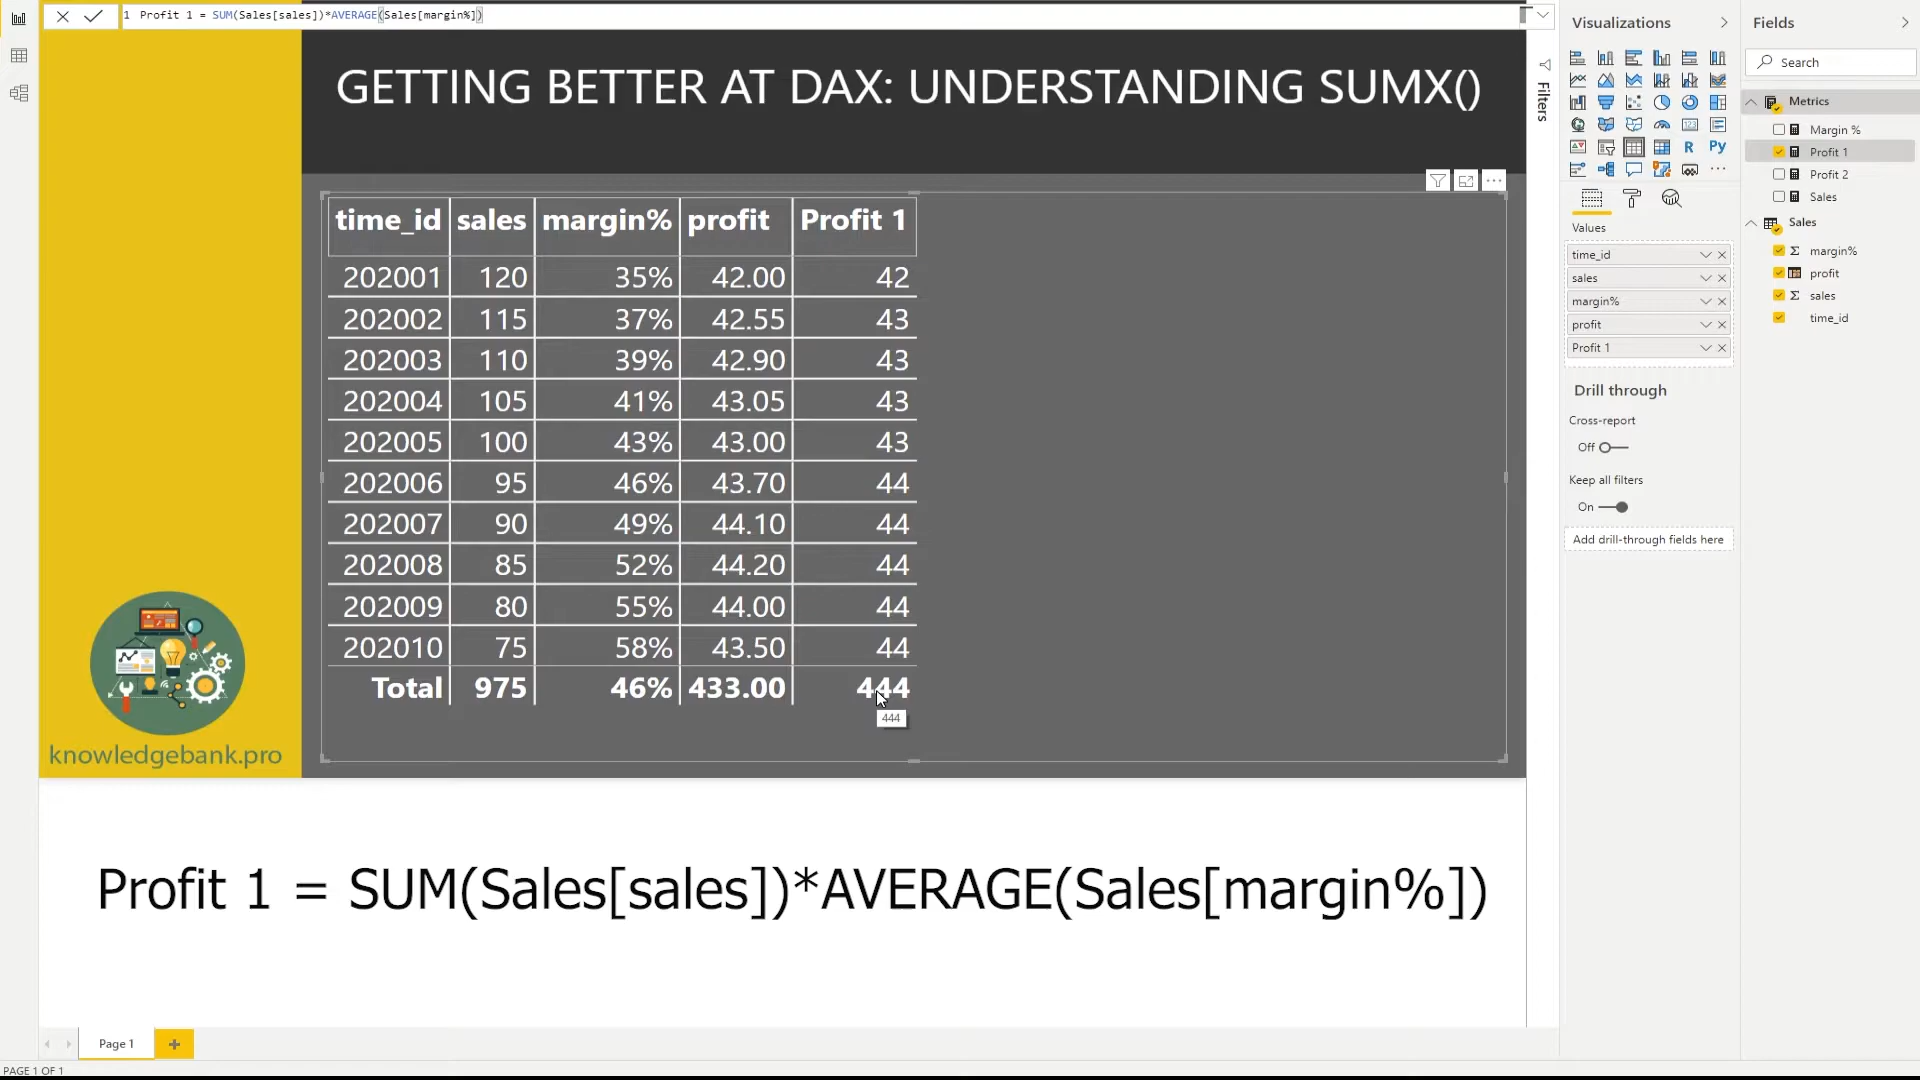 1 Profit 1 = SUM(Sales[sales])*AVERAGE(Sales[margin%])
GETTING BETTER AT DAX: UNDERSTANDING SUMX()
time_id sales margin% profit Profit 1
202001 120 35% 42.00 42
202002 115 37% 42.55 43
202003 110 39% 42.90 43
202004 105 41% 43.05 43
202005 100 43% 43.00 43
202006 95 46% 43.70 44
202007 90 49% 44.10 44
202008 85 52% 44.20 44
202009 80 55% 44.00 44
202010 75 58% 43.50 44
Total 975 46% 433.00 444
444
knowledgebank.pro
Profit 1 = SUM(Sales[sales])*AVERAGE(Sales[margin%])
Page 1
PAGE 1 OF 1
Filters
Visualizations
R Py
Values
time_id
sales
margin%
profit
Profit 1
Drill through
Cross-report
Off
Keep all filters
On
Add drill-through fields here
Fields
Search
Metrics
Margin %
Profit 1
Profit 2
Sales
Sales
margin%
profit
sales
time_id